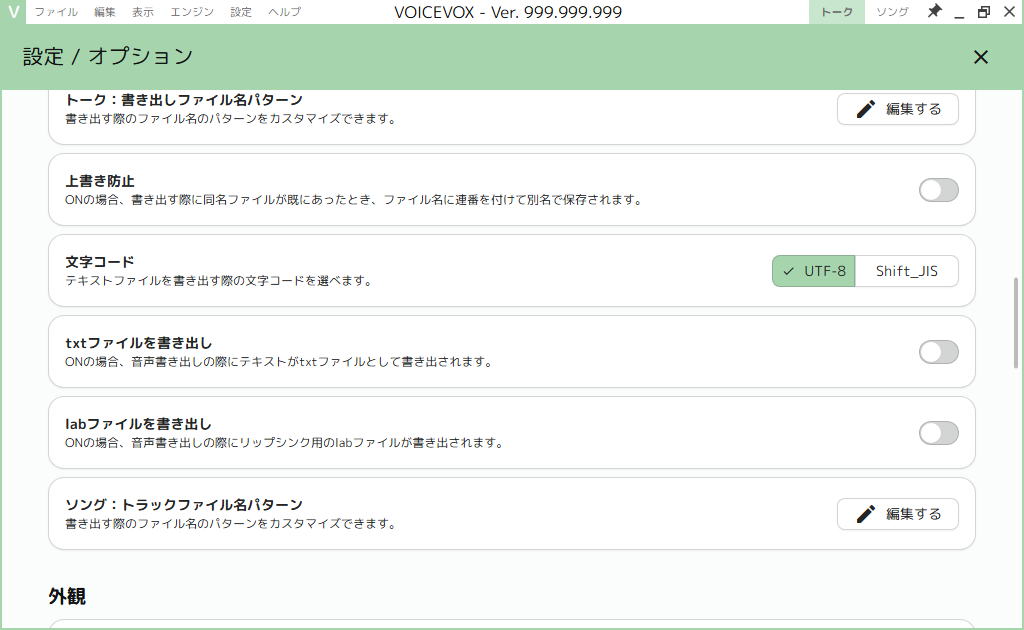 V ファイル 編集 表示 エンジン 設定 ヘルプ VOICEVOX - Ver. 999.999.999 トーク ソング
設定 / オプション
トーク：書き出しファイル名パターン
書き出す際のファイル名のパターンをカスタマイズできます。
編集する
上書き防止
ONの場合、書き出す際に同名ファイルが既にあったとき、ファイル名に連番を付けて別名で保存されます。
文字コード
テキストファイルを書き出す際の文字コードを選べます。
UTF-8 Shift_JIS
txtファイルを書き出し
ONの場合、音声書き出しの際にテキストがtxtファイルとして書き出されます。
labファイルを書き出し
ONの場合、音声書き出しの際にリップシンク用のlabファイルが書き出されます。
ソング：トラックファイル名パターン
書き出す際のファイル名のパターンをカスタマイズできます。
編集する
外観